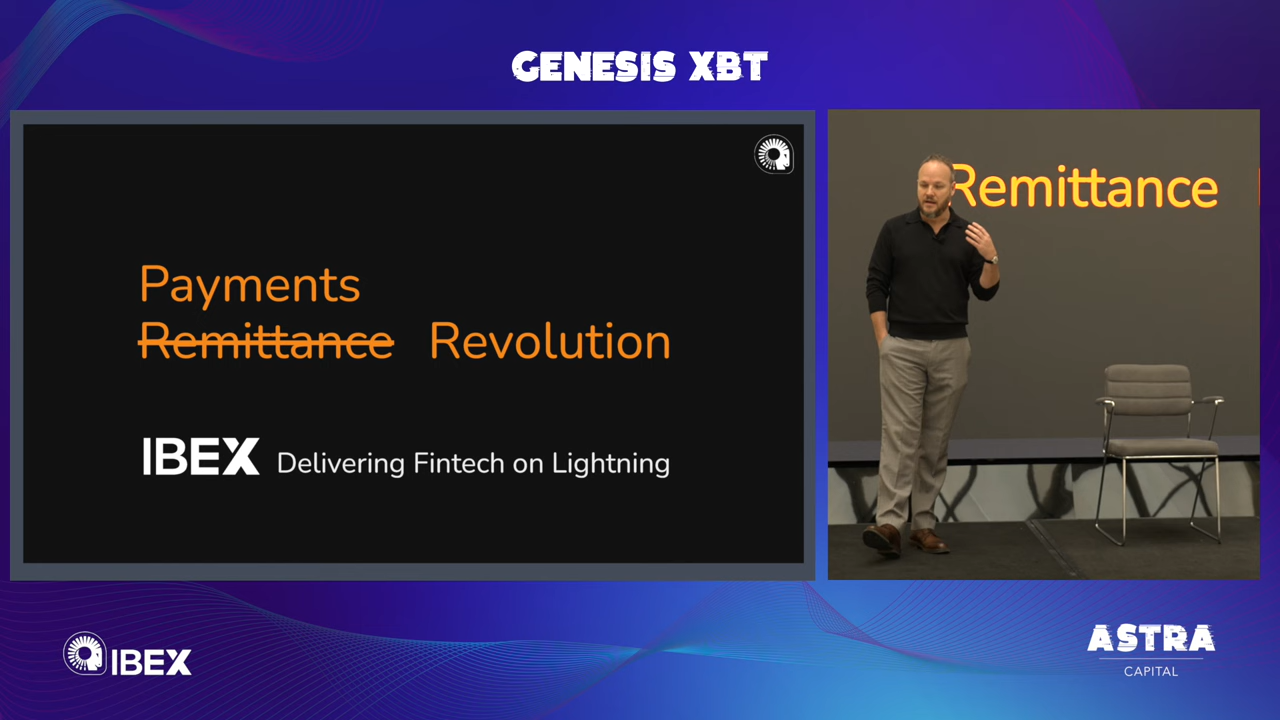 GENESIS XBT
Payments
Remittance Revolution
IBEX Delivering Fintech on Lightning
Remittance
IBEX
ASTRA
CAPITAL